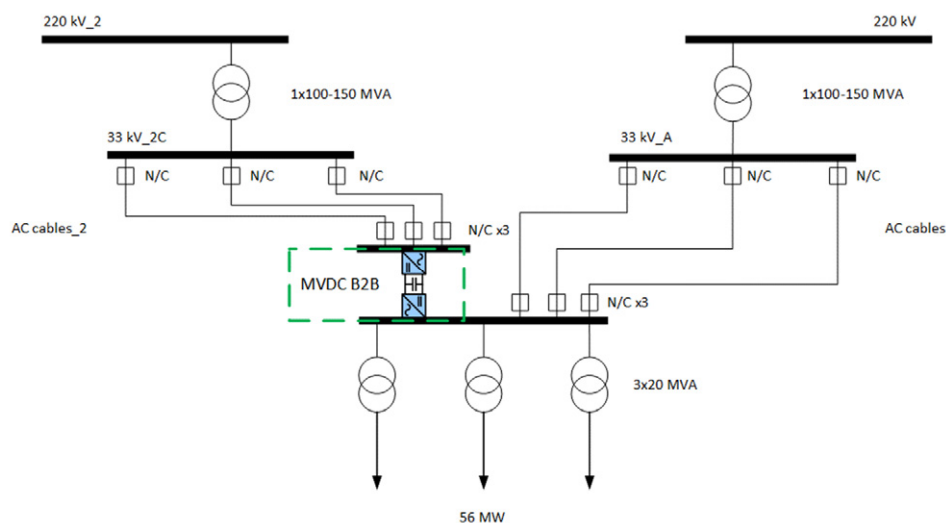 220 kV_2
220 kV
1x100-150 MVA
1x100-150 MVA
33 kV_2C
33 kV_A
N/C
N/C
N/C
N/C
N/C
N/C
AC cables_2
N/C x3
AC cables
MVDC B2B
N/C x3
3x20 MVA
56 MW